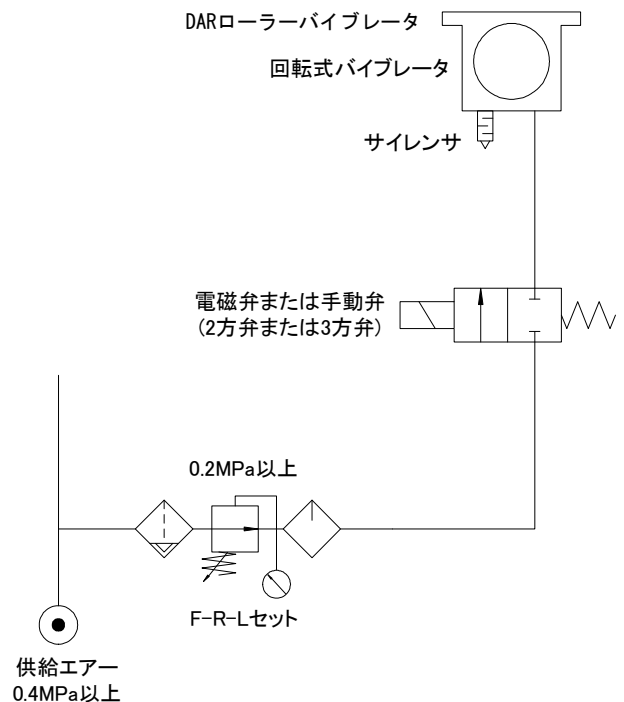 DARローラーバイブレータ
回転式バイブレータ
サイレンサ
電磁弁または手動弁
(2方弁または3方弁)
0.2MPa以上
F-R-Lセット
供給エアー
0.4MPa以上